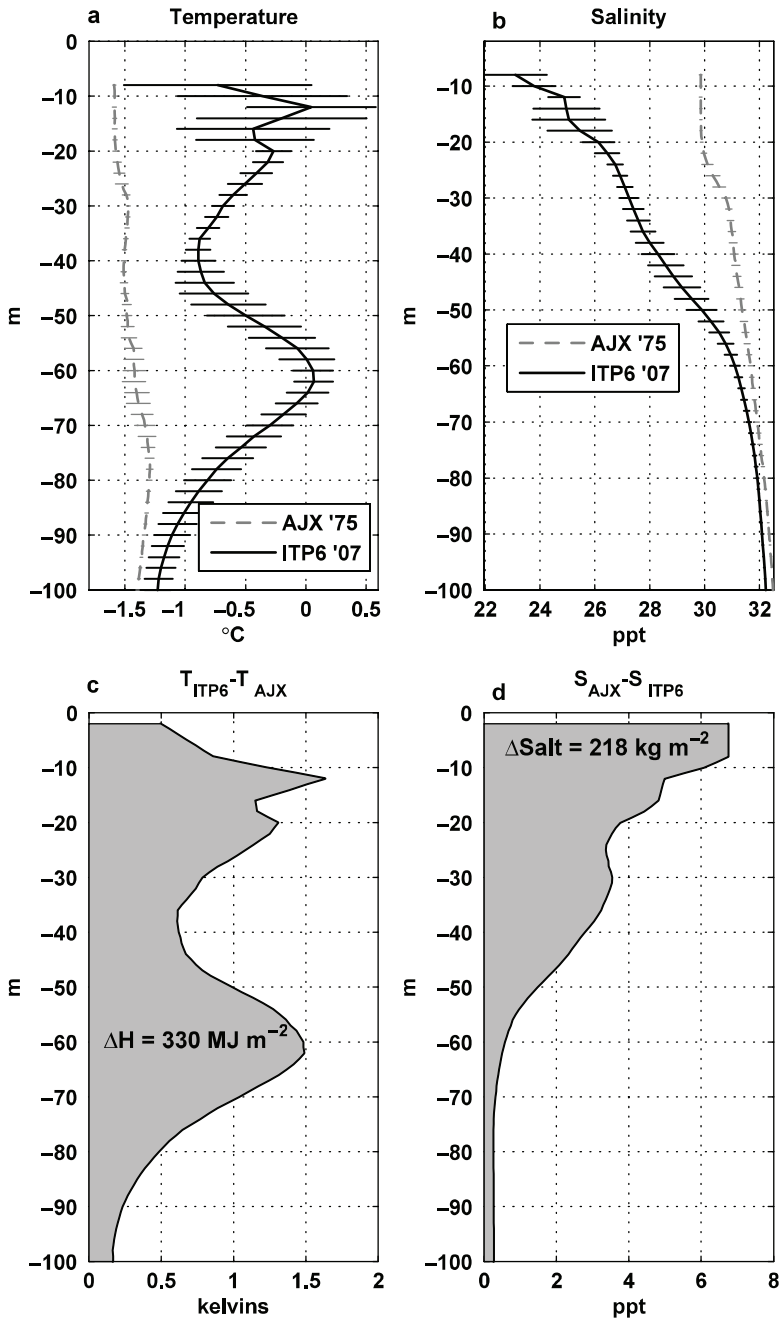 a Temperature
0
−10
−20
−30
−40
−50
−60
−70
−80
−90
−100
m
AJX '75
ITP6 '07
−1.5 −1 −0.5 0 0.5
°C
b Salinity
−10
−20
−30
−40
−50
−60
−70
−80
−90
−100
m
AJX '75
ITP6 '07
22 24 26 28 30 32
ppt
c T_ITP6-T_AJX
0
−10
−20
−30
−40
−50
−60
−70
−80
−90
−100
m
ΔH = 330 MJ m⁻²
0 0.5 1 1.5 2
kelvins
d S_AJX-S_ITP6
0
−10
−20
−30
−40
−50
−60
−70
−80
−90
−100
m
ΔSalt = 218 kg m⁻²
0 2 4 6 8
ppt